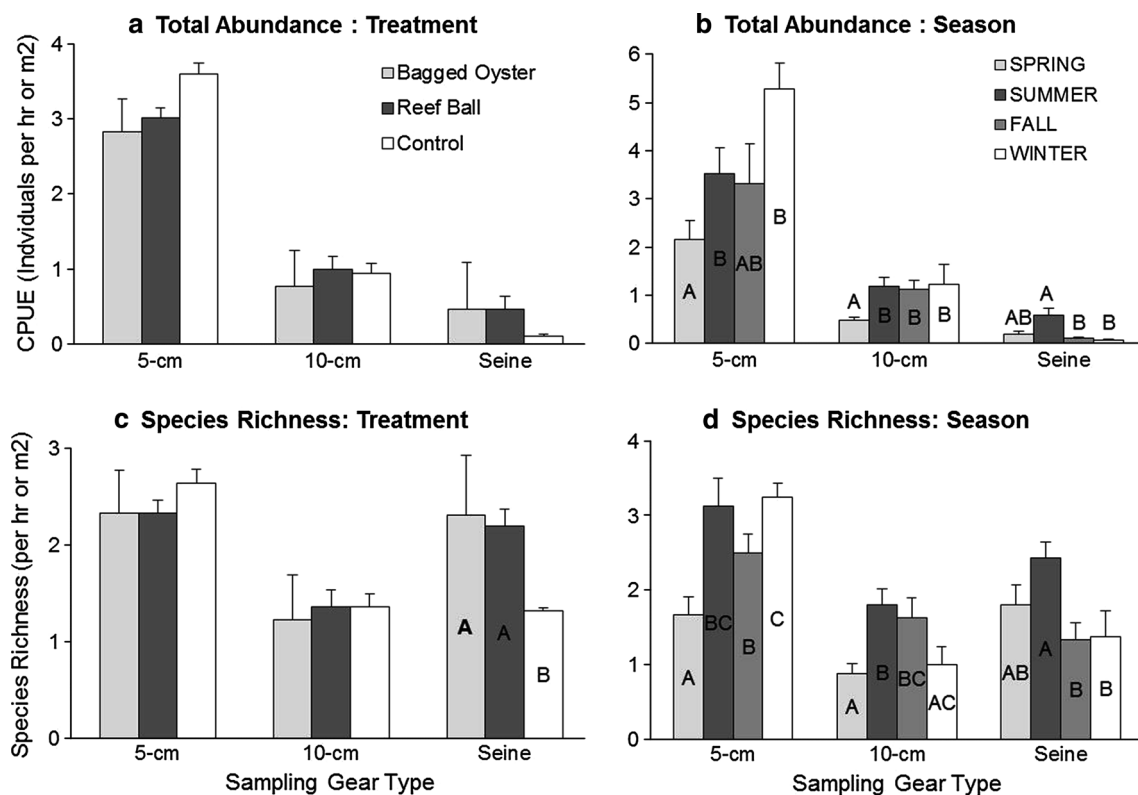 a Total Abundance : Treatment
CPUE (Indviduals per hr or m2)
4
3
2
1
0
Bagged Oyster
Reef Ball
Control
5-cm 10-cm Seine
b Total Abundance : Season
6
5
4
3
2
1
0
SPRING
SUMMER
FALL
WINTER
A B AB B
A B B B
AB A B B
5-cm 10-cm Seine
c Species Richness: Treatment
Species Richness (per hr or m2)
3
2
1
0
A A B
5-cm 10-cm Seine
Sampling Gear Type
d Species Richness: Season
4
3
2
1
0
A BC B C
A B BC AC
AB A B B
5-cm 10-cm Seine
Sampling Gear Type